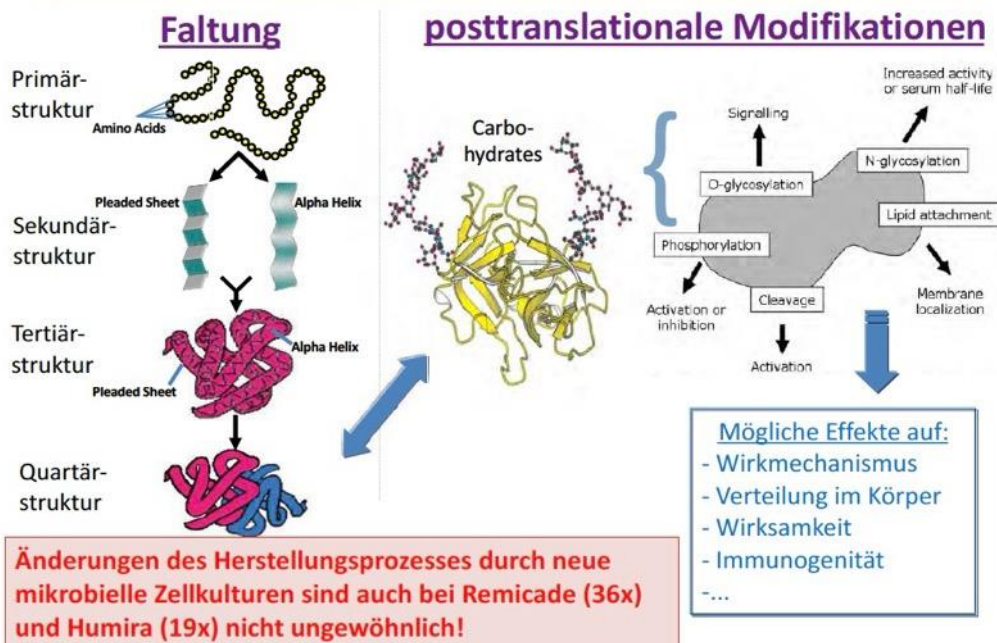 Faltung
Primär-
struktur
Amino Acids
Pleaded Sheet
Alpha Helix
Sekundär-
struktur
Tertiär-
struktur
Alpha Helix
Pleaded Sheet
Quartär-
struktur
posttranslationale Modifikationen
Carbo-
hydrates
{
Signalling
Increased activity
or serum half-life
O-glycosylation
N-glycosylation
Phosphorylation
Lipid attachment
Cleavage
Activation or
inhibition
Membrane
localization
Activation
Mögliche Effekte auf:
- Wirkmechanismus
- Verteilung im Körper
- Wirksamkeit
- Immunogenität
-...
Änderungen des Herstellungsprozesses durch neue
mikrobielle Zellkulturen sind auch bei Remicade (36x)
und Humira (19x) nicht ungewöhnlich!